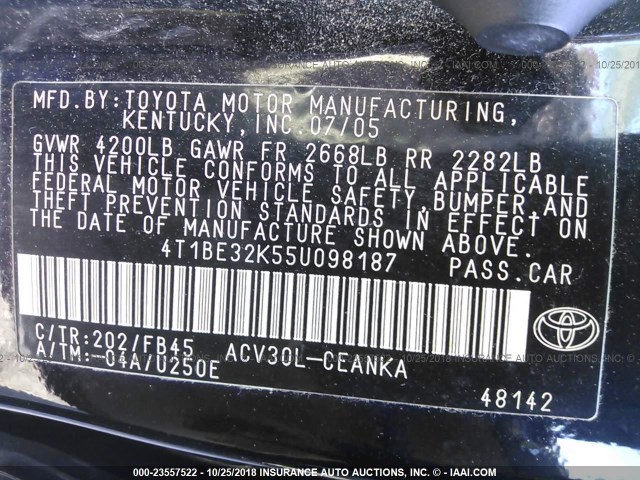 MFD.BY:TOYOTA MOTOR MANUFACTURING,
KENTUCKY, INC. 07/05
GVWR 4200LB GAWR FR 2668LB RR 2282LB
THIS VEHICLE CONFORMS TO ALL APPLICABLE
FEDERAL MOTOR VEHICLE SAFETY,BUMPER,AND
THEFT PREVENTION STANDARDS IN EFFECT ON
THE DATE OF MANUFACTURE SHOWN ABOVE.
4T1BE32K55U098187 PASS.CAR
C/TR:202/FB45 ACV30L-CEANKA
A/TM:-04A/U250E
48142
000-23557522 - 10/25/2018 - INSURANCE AUTO AUCTIONS, INC. - IAAI.COM